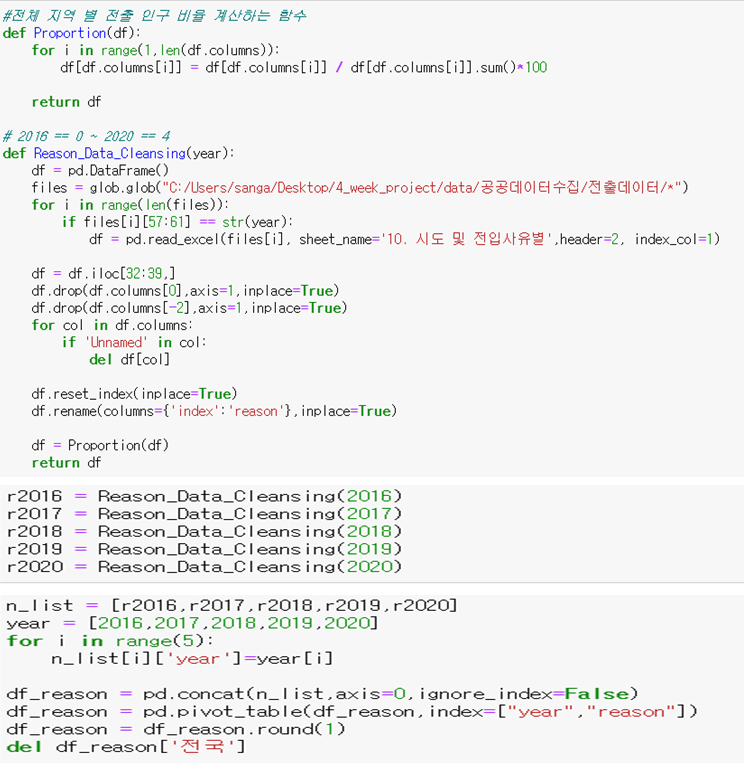 #전체 지역 별 전출 인구 비율 계산하는 함수
def Proportion(df):
    for i in range(1,len(df.columns)):
        df[df.columns[i]] = df[df.columns[i]] / df[df.columns[i]].sum()*100
    return df
# 2016 == 0 ~ 2020 == 4
def Reason_Data_Cleansing(year):
    df = pd.DataFrame()
    files = glob.glob("C:/Users/sanga/Desktop/4_week_project/data/공공데이터수집/전출데이터/*")
    for i in range(len(files)):
        if files[i][57:61] == str(year):
            df = pd.read_excel(files[i], sheet_name='10. 시도 및 전입사유별',header=2, index_col=1)
    df = df.iloc[32:39,]
    df.drop(df.columns[0],axis=1,inplace=True)
    df.drop(df.columns[-2],axis=1,inplace=True)
    for col in df.columns:
        if 'Unnamed' in col:
            del df[col]
    df.reset_index(inplace=True)
    df.rename(columns={'index':'reason'},inplace=True)
    df = Proportion(df)
    return df
r2016 = Reason_Data_Cleansing(2016)
r2017 = Reason_Data_Cleansing(2017)
r2018 = Reason_Data_Cleansing(2018)
r2019 = Reason_Data_Cleansing(2019)
r2020 = Reason_Data_Cleansing(2020)
n_list = [r2016,r2017,r2018,r2019,r2020]
year = [2016,2017,2018,2019,2020]
for i in range(5):
    n_list[i]['year']=year[i]
df_reason = pd.concat(n_list,axis=0,ignore_index=False)
df_reason = pd.pivot_table(df_reason,index=["year","reason"])
df_reason = df_reason.round(1)
del df_reason['전국']